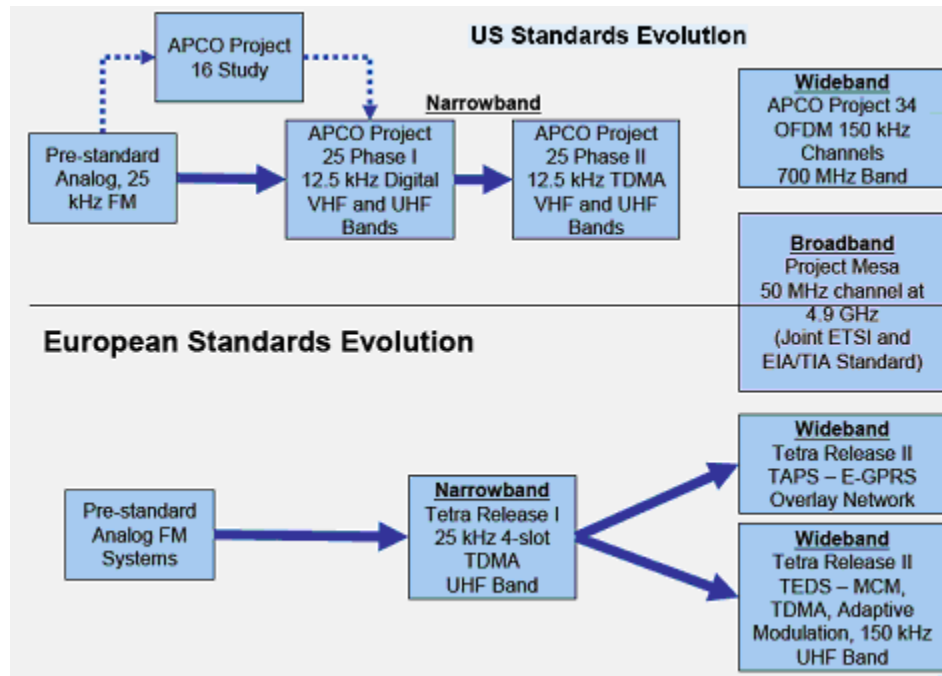 US Standards Evolution
APCO Project
16 Study
Narrowband
Pre-standard
Analog, 25
kHz FM
APCO Project
25 Phase I
12.5 kHz Digital
VHF and UHF
Bands
APCO Project
25 Phase II
12.5 kHz TDMA
VHF and UHF
Bands
Wideband
APCO Project 34
OFDM 150 kHz
Channels
700 MHz Band
Broadband
Project Mesa
50 MHz channel at
4.9 GHz
(Joint ETSI and
EIA/TIA Standard)
European Standards Evolution
Pre-standard
Analog FM
Systems
Narrowband
Tetra Release I
25 kHz 4-slot
TDMA
UHF Band
Wideband
Tetra Release II
TAPS – E-GPRS
Overlay Network
Wideband
Tetra Release II
TEDS – MCM,
TDMA, Adaptive
Modulation, 150 kHz
UHF Band